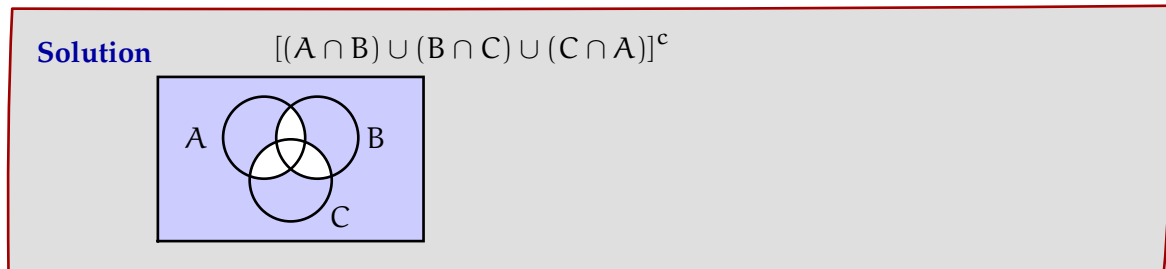 Solution [(A ∩ B) ∪ (B ∩ C) ∪ (C ∩ A)]ᶜ
A B
C